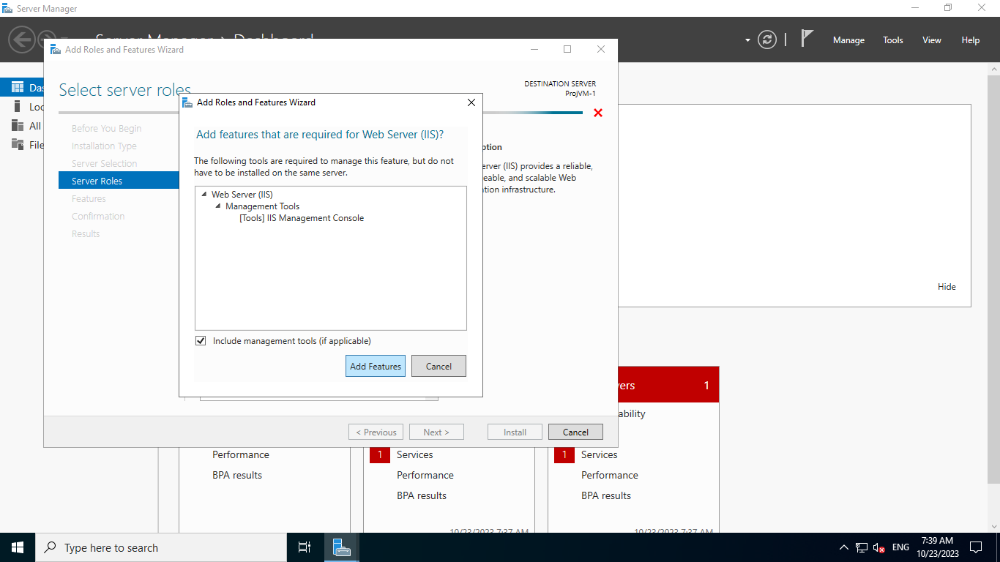 Server Manager
Manage
Tools
View
Help
Add Roles and Features Wizard
Select server roles
DESTINATION SERVER
ProjVM-1
Before You Begin
Installation Type
Server Selection
Server Roles
Features
Confirmation
Results
Add Roles and Features Wizard
Add features that are required for Web Server (IIS)?
The following tools are required to manage this feature, but do not
have to be installed on the same server.
Web Server (IIS)
Management Tools
[Tools] IIS Management Console
Include management tools (if applicable)
Add Features
Cancel
ption
erver (IIS) provides a reliable,
eable, and scalable Web
ation infrastructure.
< Previous
Next >
Install
Cancel
Das
Loc
All
File
Hide
vers 1
ability
Performance
BPA results
1 Services
Performance
BPA results
10/23/2023 7:37 AM
1 Services
Performance
BPA results
10/23/2023 7:37 AM
Type here to search
ENG
7:39 AM
10/23/2023